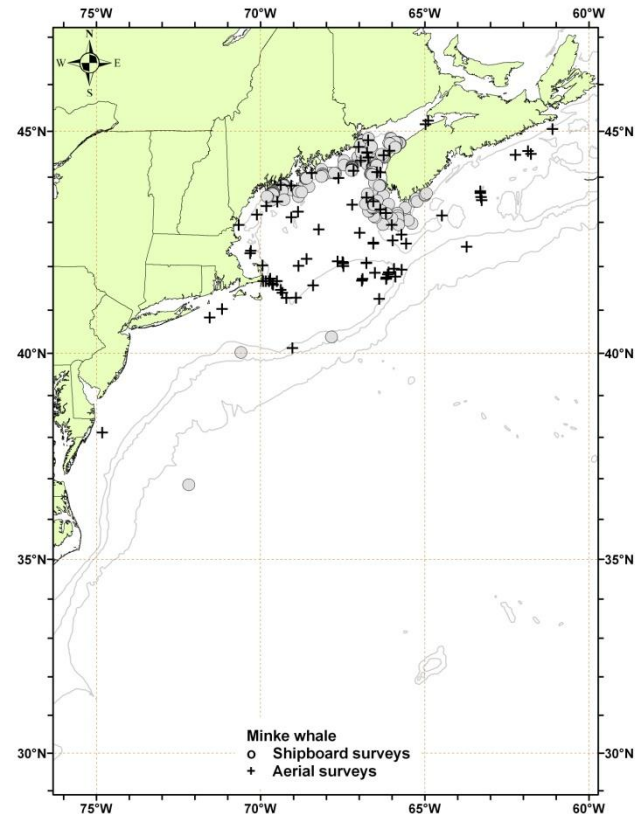 75°W 70°W 65°W 60°W
N
W E
S
45°N 45°N
40°N 40°N
35°N 35°N
30°N 30°N
Minke whale
Shipboard surveys
Aerial surveys
75°W 70°W 65°W 60°W